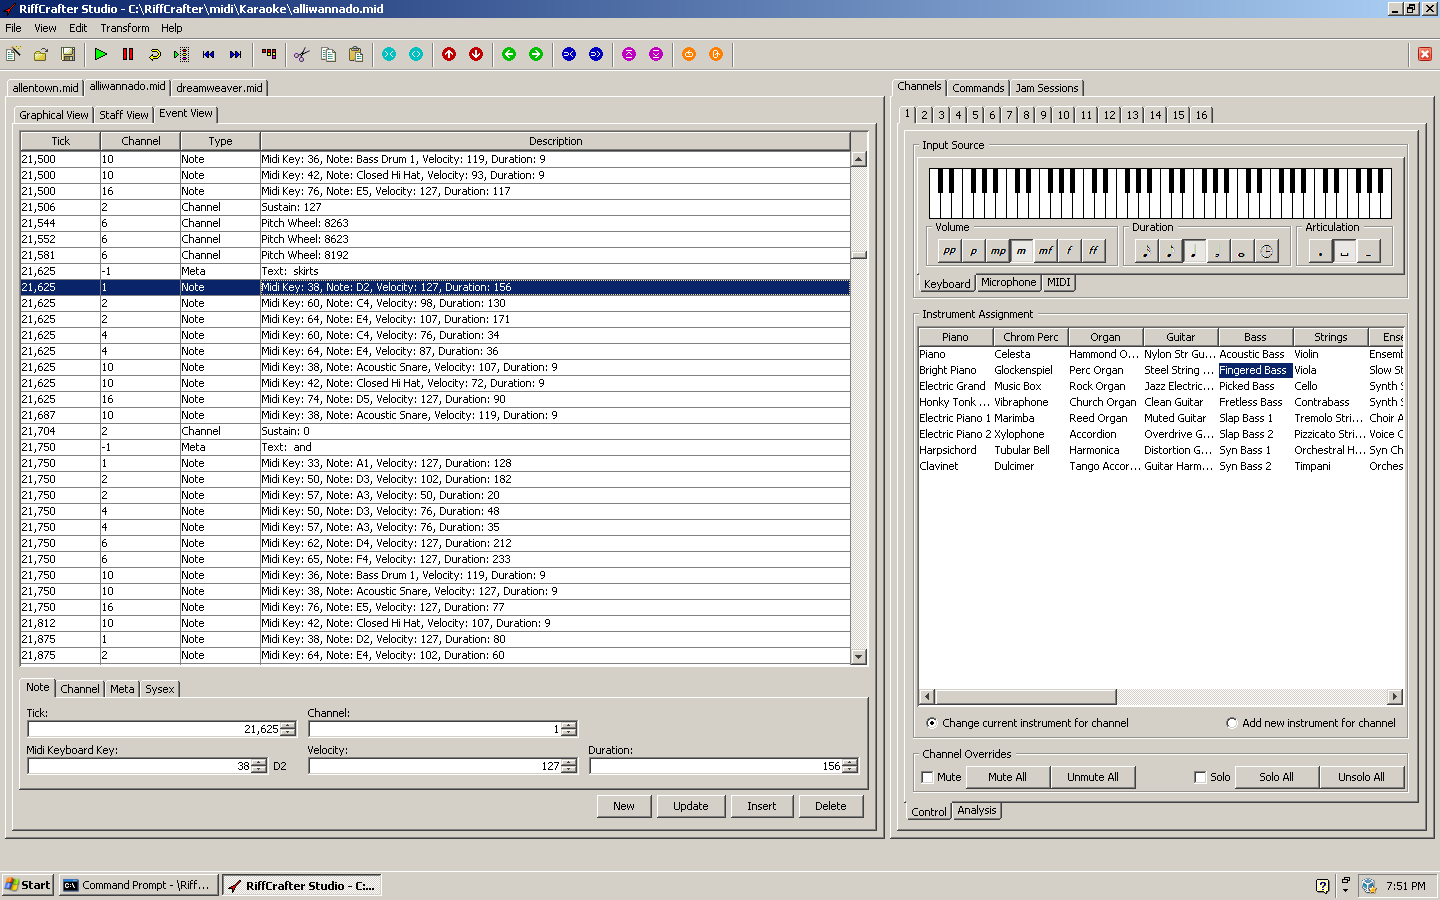 RiffCrafter Studio - C:\RiffCrafter\midi\Karaoke\alliwannado.mid
File View Edit Transform Help
allentown.mid alliwannado.mid dreamweaver.mid
Graphical View Staff View Event View
Tick Channel Type Description
21,500 10 Note Midi Key: 36, Note: Bass Drum 1, Velocity: 119, Duration: 9
21,500 10 Note Midi Key: 42, Note: Closed Hi Hat, Velocity: 93, Duration: 9
21,500 16 Note Midi Key: 76, Note: E5, Velocity: 127, Duration: 117
21,506 2 Channel Sustain: 127
21,544 6 Channel Pitch Wheel: 8263
21,552 6 Channel Pitch Wheel: 8623
21,581 6 Channel Pitch Wheel: 8192
21,625 -1 Meta Text: skirts
21,625 1 Note Midi Key: 38, Note: D2, Velocity: 127, Duration: 156
21,625 2 Note Midi Key: 60, Note: C4, Velocity: 98, Duration: 130
21,625 2 Note Midi Key: 64, Note: E4, Velocity: 107, Duration: 171
21,625 4 Note Midi Key: 60, Note: C4, Velocity: 76, Duration: 34
21,625 4 Note Midi Key: 64, Note: E4, Velocity: 87, Duration: 36
21,625 10 Note Midi Key: 38, Note: Acoustic Snare, Velocity: 107, Duration: 9
21,625 10 Note Midi Key: 42, Note: Closed Hi Hat, Velocity: 72, Duration: 9
21,625 16 Note Midi Key: 74, Note: D5, Velocity: 127, Duration: 90
21,687 10 Note Midi Key: 38, Note: Acoustic Snare, Velocity: 119, Duration: 9
21,704 2 Channel Sustain: 0
21,750 -1 Meta Text: and
21,750 1 Note Midi Key: 33, Note: A1, Velocity: 127, Duration: 128
21,750 2 Note Midi Key: 50, Note: D3, Velocity: 102, Duration: 182
21,750 2 Note Midi Key: 57, Note: A3, Velocity: 50, Duration: 20
21,750 4 Note Midi Key: 50, Note: D3, Velocity: 76, Duration: 48
21,750 4 Note Midi Key: 57, Note: A3, Velocity: 76, Duration: 35
21,750 6 Note Midi Key: 62, Note: D4, Velocity: 127, Duration: 212
21,750 6 Note Midi Key: 65, Note: F4, Velocity: 127, Duration: 233
21,750 10 Note Midi Key: 36, Note: Bass Drum 1, Velocity: 119, Duration: 9
21,750 10 Note Midi Key: 38, Note: Acoustic Snare, Velocity: 127, Duration: 9
21,750 16 Note Midi Key: 76, Note: E5, Velocity: 127, Duration: 77
21,812 10 Note Midi Key: 42, Note: Closed Hi Hat, Velocity: 107, Duration: 9
21,875 1 Note Midi Key: 38, Note: D2, Velocity: 127, Duration: 80
21,875 2 Note Midi Key: 64, Note: E4, Velocity: 102, Duration: 60
Note Channel Meta Sysex
Tick: Channel:
21,625 1
Midi Keyboard Key: Velocity: Duration:
38 D2 127 156
New Update Insert Delete
Channels Commands Jam Sessions
1 2 3 4 5 6 7 8 9 10 11 12 13 14 15 16
Input Source
Volume Duration Articulation
pp p mp m mf f ff
Keyboard Microphone MIDI
Instrument Assignment
Piano Chrom Perc Organ Guitar Bass Strings Ense
Piano Celesta Hammond O... Nylon Str Gu... Acoustic Bass Violin Ensemb
Bright Piano Glockenspiel Perc Organ Steel String ... Fingered Bass Viola Slow St
Electric Grand Music Box Rock Organ Jazz Electric... Picked Bass Cello Synth S
Honky Tonk ... Vibraphone Church Organ Clean Guitar Fretless Bass Contrabass Synth S
Electric Piano 1 Marimba Reed Organ Muted Guitar Slap Bass 1 Tremolo Stri... Choir A
Electric Piano 2 Xylophone Accordion Overdrive G... Slap Bass 2 Pizzicato Stri... Voice O
Harpsichord Tubular Bell Harmonica Distortion G... Syn Bass 1 Orchestral H... Syn Ch
Clavinet Dulcimer Tango Accor... Guitar Harm... Syn Bass 2 Timpani Orches
Change current instrument for channel Add new instrument for channel
Channel Overrides
Mute Mute All Unmute All Solo Solo All Unsolo All
Control Analysis
Start Command Prompt - \Riff... RiffCrafter Studio - C:... 7:51 PM